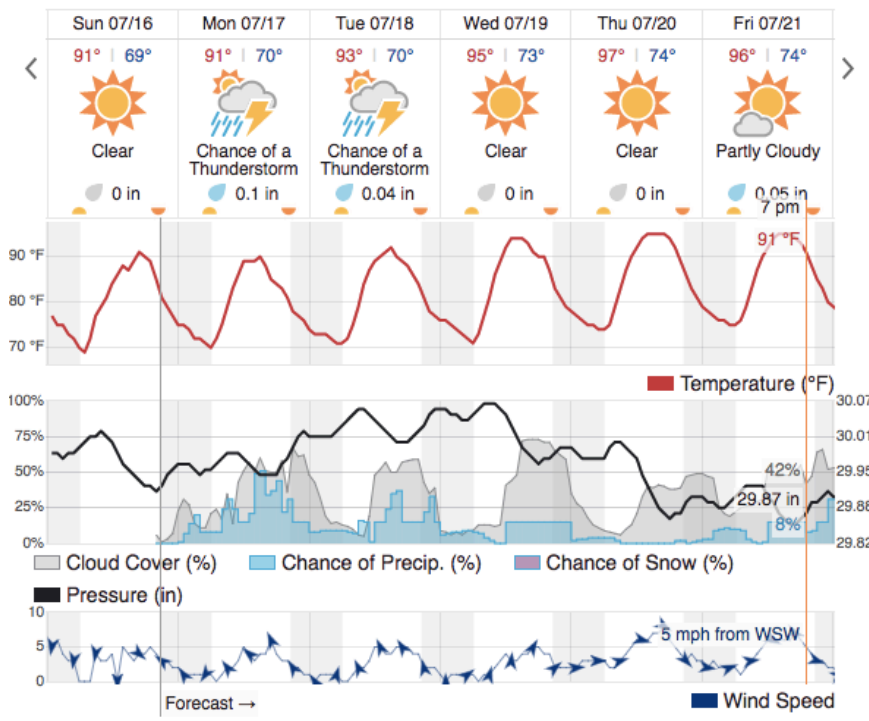 Sun 07/16 Mon 07/17 Tue 07/18 Wed 07/19 Thu 07/20 Fri 07/21
91° | 69° 91° | 70° 93° | 70° 95° | 73° 97° | 74° 96° | 74°
Clear Chance of a Thunderstorm Chance of a Thunderstorm Clear Clear Partly Cloudy
0 in 0.1 in 0.04 in 0 in 0 in 0.05 in
7 pm
91 °F
90 °F
80 °F
70 °F
Temperature (°F)
100% 30.07
75% 30.01
50% 42% 29.95
25% 29.87 in 29.88
8%
0% 29.82
Cloud Cover (%) Chance of Precip. (%) Chance of Snow (%)
Pressure (in)
10
5 mph from WSW
5
0
Forecast →
Wind Speed